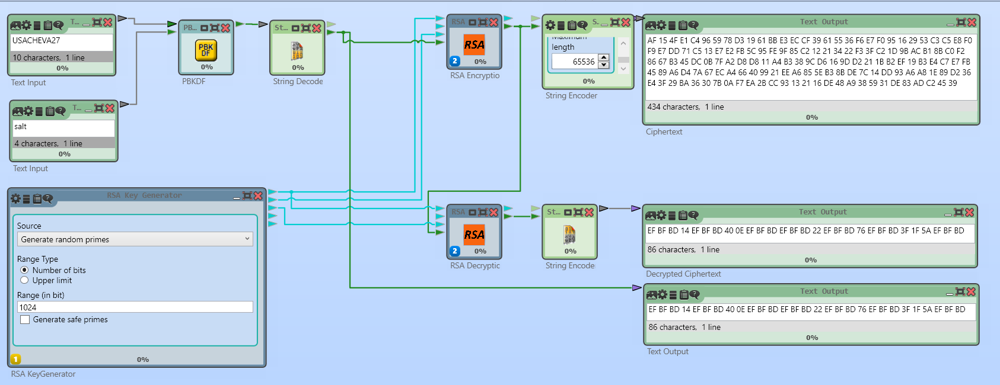 T...
USACHEVA27
10 characters, 1 line
0%
Text Input
PB...
PBK
DF
0%
PBKDF
St...
0%
String Decode
RSA
RSA
2
0%
RSA Encryptio
S...
Maximum
length
65536
0%
String Encoder
Text Output
AF 15 4F E1 C4 96 59 78 D3 19 61 BB E3 EC CF 39 61 55 36 F6 E7 F0 95 16 29 53 C3 C5 E8 F0
F9 E7 DD 71 C5 13 E7 E2 FB 5C 95 FE 9F 85 C2 12 21 34 22 F3 3F C2 1D 9B AC B1 8B C0 F2
86 67 B3 45 DC 0B 7F A2 D8 D8 11 A4 B3 38 9C D6 16 9D D2 21 1B B2 EF 19 B3 E4 C7 E7 FB
45 89 A6 D4 7A 67 EC A4 66 40 99 21 EE A6 85 5E B3 8B DE 7C 14 DD 93 A6 A8 1E 89 D2 36
E4 3F 29 BA 36 30 7B 0A F7 EA 2B CC 93 13 21 16 DE 48 A9 38 59 31 DE 83 AD C2 45 39
434 characters, 1 line
0%
Ciphertext
T...
salt
4 characters, 1 line
0%
Text Input
RSA Key Generator
Source
Generate random primes
Range Type
Number of bits
Upper limit
Range (in bit)
1024
Generate safe primes
1
0%
RSA KeyGenerator
RSA
RSA
2
0%
RSA Decryptic
St...
0%
String Encode
Text Output
EF BF BD 14 EF BF BD 40 0E EF BF BD EF BF BD 22 EF BF BD 76 EF BF BD 3F 1F 5A EF BF BD
86 characters, 1 line
0%
Decrypted Ciphertext
Text Output
EF BF BD 14 EF BF BD 40 0E EF BF BD EF BF BD 22 EF BF BD 76 EF BF BD 3F 1F 5A EF BF BD
86 characters, 1 line
0%
Text Output